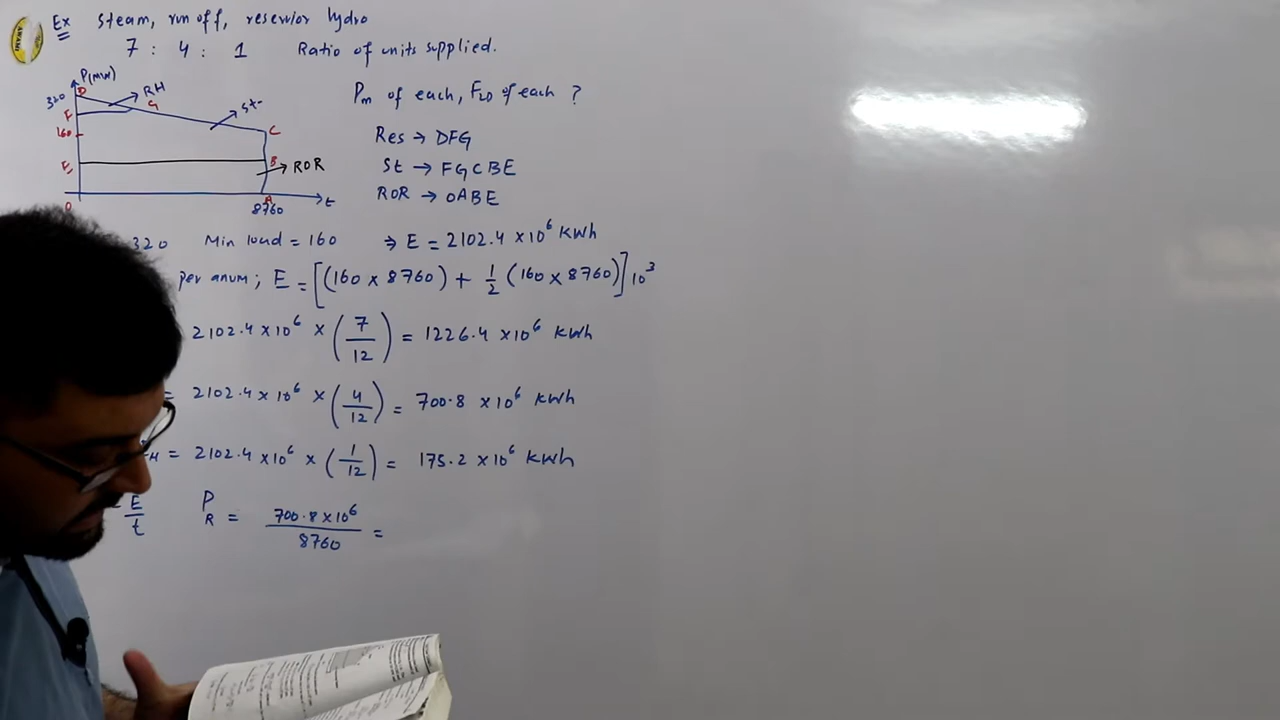 Ex Steam, run off, reservior hydro
7 : 4 : 1 Ratio of units supplied.
P(MW)
D
RH
320
G
St.
F
160
C
E
B
ROR
O
A
8760
t
Pm of each, FLD of each ?
Res → DFG
St → FGCBE
ROR → OABE
320 Min load = 160 ⇒ E = 2102.4 × 10^6 kWh
per anum ; E = [(160 × 8760) + 1/2 (160 × 8760)] 10^3
2102.4 × 10^6 × (7/12) = 1226.4 × 10^6 kWh
= 2102.4 × 10^6 × (4/12) = 700.8 × 10^6 kWh
H = 2102.4 × 10^6 × (1/12) = 175.2 × 10^6 kWh
E/t P_R = 700.8 × 10^6 / 8760 =